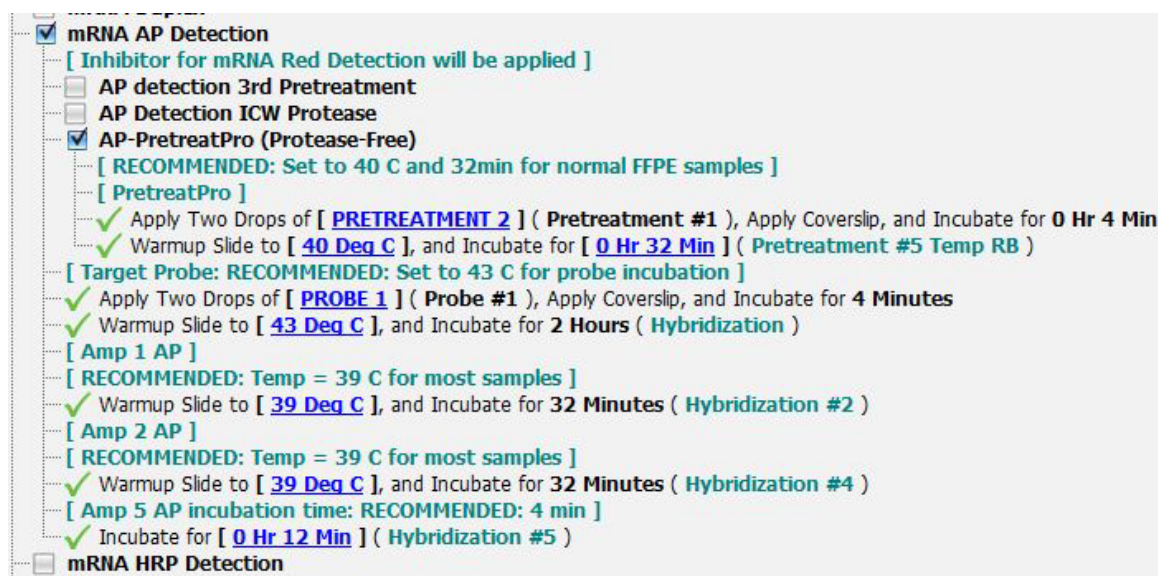 mRNA AP Detection
[ Inhibitor for mRNA Red Detection will be applied ]
AP detection 3rd Pretreatment
AP Detection ICW Protease
AP-PretreatPro (Protease-Free)
[ RECOMMENDED: Set to 40 C and 32min for normal FFPE samples ]
[ PretreatPro ]
Apply Two Drops of [ PRETREATMENT 2 ] ( Pretreatment #1 ), Apply Coverslip, and Incubate for 0 Hr 4 Min
Warmup Slide to [ 40 Deg C ], and Incubate for [ 0 Hr 32 Min ] ( Pretreatment #5 Temp RB )
[ Target Probe: RECOMMENDED: Set to 43 C for probe incubation ]
Apply Two Drops of [ PROBE 1 ] ( Probe #1 ), Apply Coverslip, and Incubate for 4 Minutes
Warmup Slide to [ 43 Deg C ], and Incubate for 2 Hours ( Hybridization )
[ Amp 1 AP ]
[ RECOMMENDED: Temp = 39 C for most samples ]
Warmup Slide to [ 39 Deg C ], and Incubate for 32 Minutes ( Hybridization #2 )
[ Amp 2 AP ]
[ RECOMMENDED: Temp = 39 C for most samples ]
Warmup Slide to [ 39 Deg C ], and Incubate for 32 Minutes ( Hybridization #4 )
[ Amp 5 AP incubation time: RECOMMENDED: 4 min ]
Incubate for [ 0 Hr 12 Min ] ( Hybridization #5 )
mRNA HRP Detection